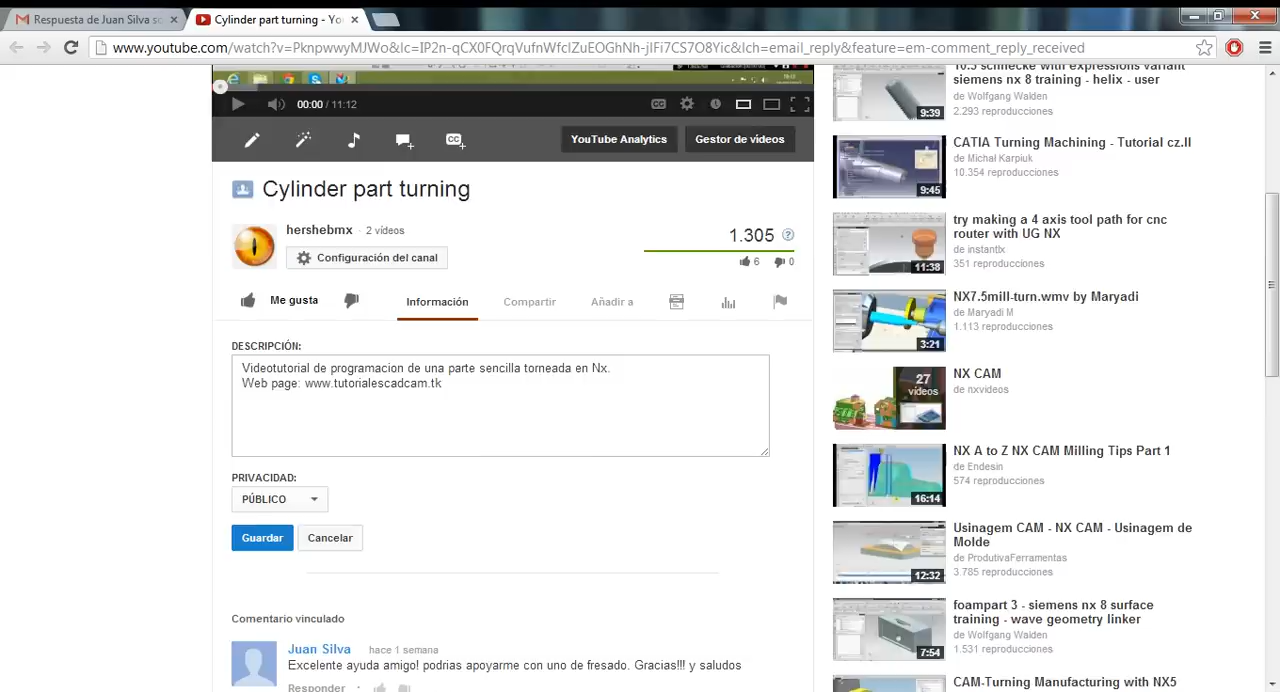 Respuesta de Juan Silva so
Cylinder part turning - Yo
www.youtube.com/watch?v=PknpwwyMJWo&lc=IP2n-qCX0FQrqVufnWfcIZuEOGhNh-jIFi7CS7O8Yic&lch=email_reply&feature=em-comment_reply_received
00:00 / 11:12
CC
YouTube Analytics
Gestor de vídeos
Cylinder part turning
hershebmx · 2 vídeos
Configuración del canal
1.305
6 0
Me gusta
Información
Compartir
Añadir a
DESCRIPCIÓN:
Videotutorial de programacion de una parte sencilla torneada en Nx.
Web page: www.tutorialescadcam.tk
PRIVACIDAD:
PÚBLICO
Guardar
Cancelar
Comentario vinculado
Juan Silva hace 1 semana
Excelente ayuda amigo! podrias apoyarme con uno de fresado. Gracias!!! y saludos
Responder ·
10.3 schnecke with expressions variant
siemens nx 8 training - helix - user
de Wolfgang Walden
2.293 reproducciones
9:39
CATIA Turning Machining - Tutorial cz.II
de Michał Karpiuk
10.354 reproducciones
9:45
try making a 4 axis tool path for cnc
router with UG NX
de instantlx
351 reproducciones
11:38
NX7.5mill-turn.wmv by Maryadi
de Maryadi M
1.113 reproducciones
3:21
NX CAM
de nxvideos
27
vídeos
NX A to Z NX CAM Milling Tips Part 1
de Endesin
574 reproducciones
16:14
Usinagem CAM - NX CAM - Usinagem de
Molde
de ProdutivaFerramentas
3.785 reproducciones
12:32
foampart 3 - siemens nx 8 surface
training - wave geometry linker
de Wolfgang Walden
1.531 reproducciones
7:54
CAM-Turning Manufacturing with NX5